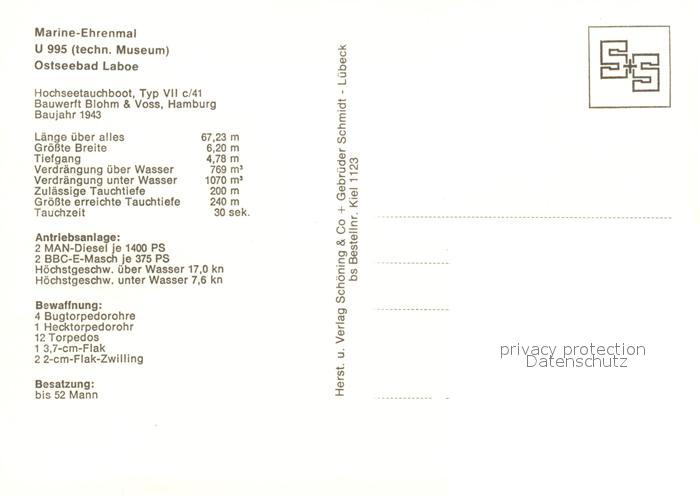 Marine-Ehrenmal
U 995 (techn. Museum)
Ostseebad Laboe
Hochseetauchboot, Typ VII c/41
Bauwerft Blohm & Voss, Hamburg
Baujahr 1943
Länge über alles 67,23 m
Größte Breite 6,20 m
Tiefgang 4,78 m
Verdrängung über Wasser 769 m³
Verdrängung unter Wasser 1070 m³
Zulässige Tauchtiefe 200 m
Größte erreichte Tauchtiefe 240 m
Tauchzeit 30 sek.
Antriebsanlage:
2 MAN-Diesel je 1400 PS
2 BBC-E-Masch je 375 PS
Höchstgeschw. über Wasser 17,0 kn
Höchstgeschw. unter Wasser 7,6 kn
Bewaffnung:
4 Bugtorpedorohre
1 Hecktorpedorohr
12 Torpedos
1 3,7-cm-Flak
2 2-cm-Flak-Zwilling
Besatzung:
bis 52 Mann
Herst. u. Verlag Schöning & Co + Gebrüder Schmidt - Lübeck
bs Bestellnr. Kiel 1123
S+S
privacy protection
Datenschutz